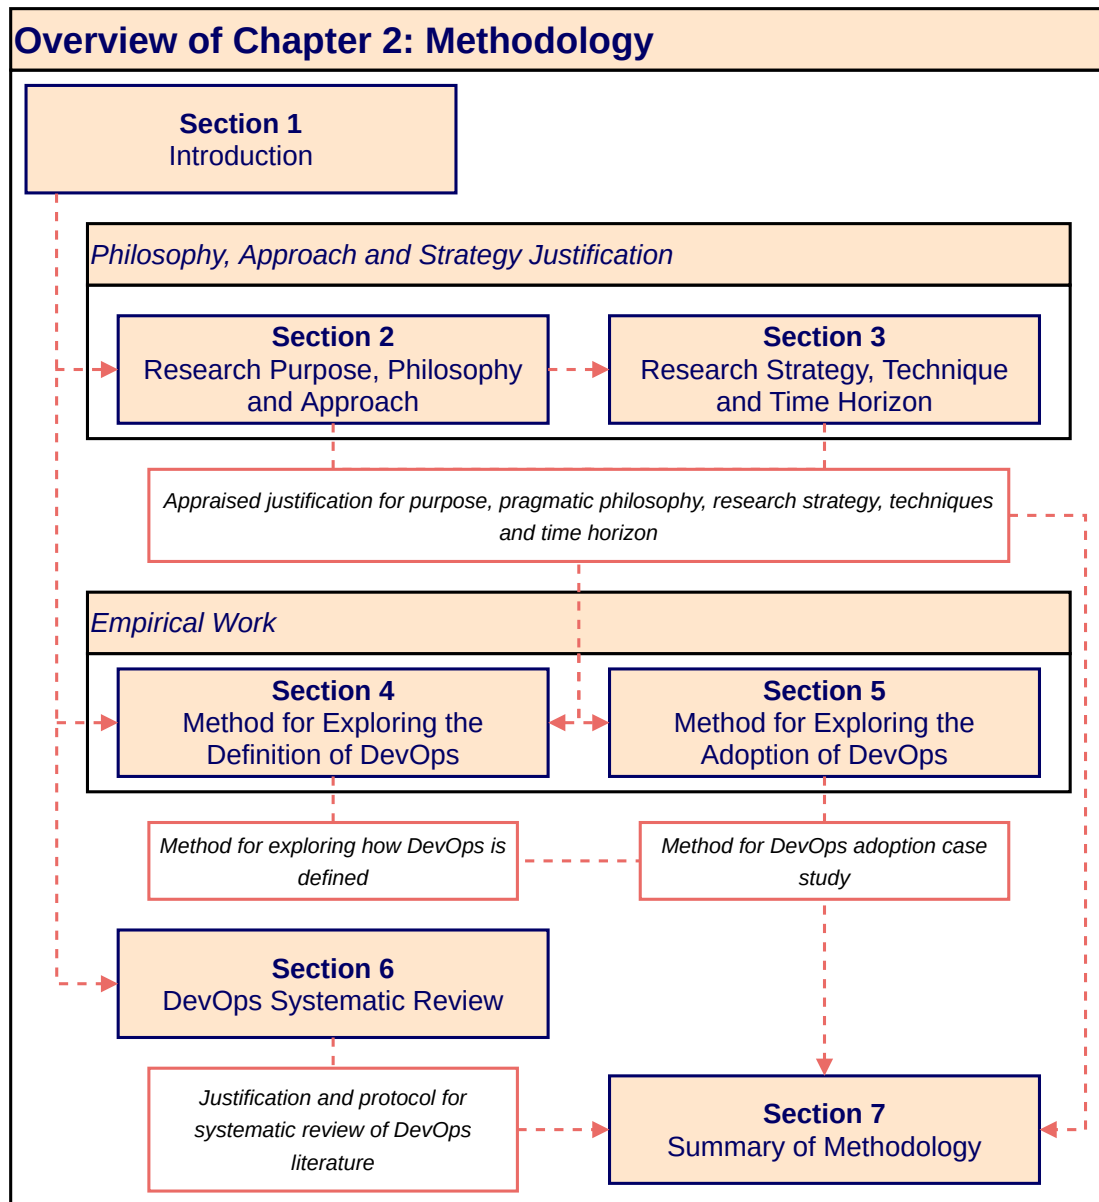 Overview of Chapter 2: Methodology
Section 1
Introduction
Philosophy, Approach and Strategy Justification
Section 2
Research Purpose, Philosophy
and Approach
Section 3
Research Strategy, Technique
and Time Horizon
Appraised justification for purpose, pragmatic philosophy, research strategy, techniques
and time horizon
Empirical Work
Section 4
Method for Exploring the
Definition of DevOps
Section 5
Method for Exploring the
Adoption of DevOps
Method for exploring how DevOps is
defined
Method for DevOps adoption case
study
Section 6
DevOps Systematic Review
Justification and protocol for
systematic review of DevOps
literature
Section 7
Summary of Methodology